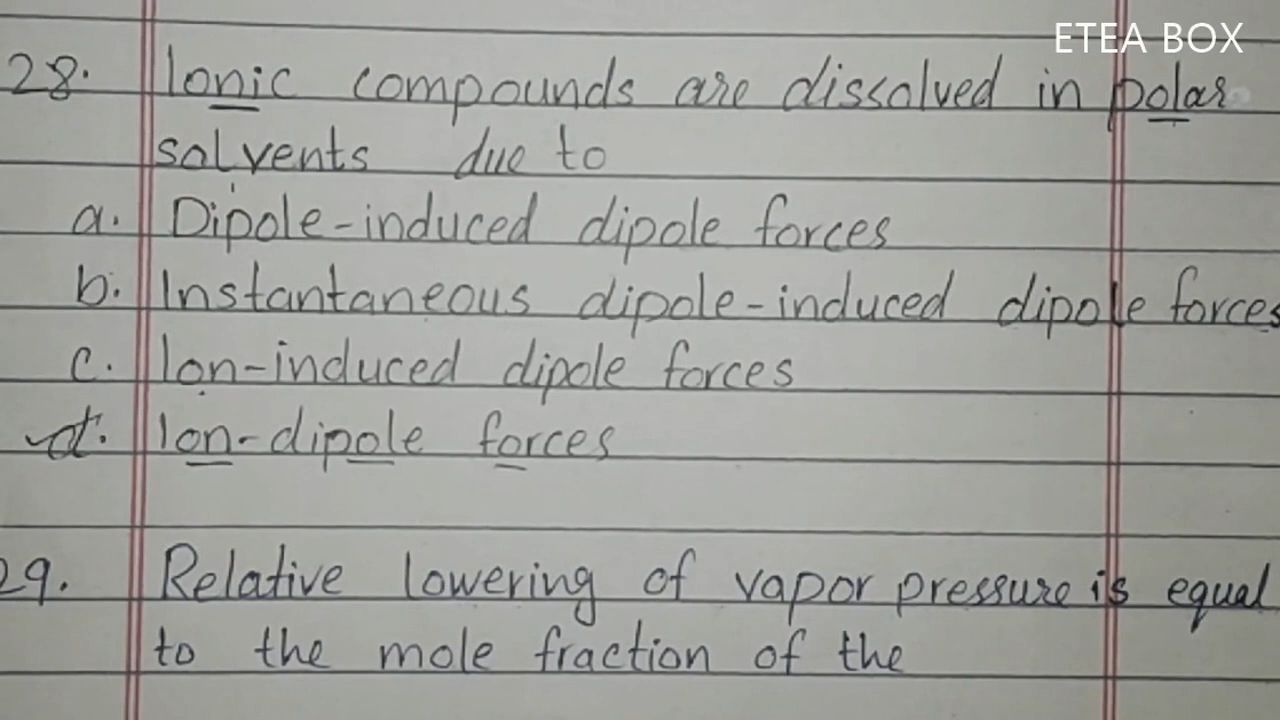 ETEA BOX
28. Ionic compounds are dissolved in polar
solvents due to
a. Dipole-induced dipole forces
b. Instantaneous dipole-induced dipole forces
c. Ion-induced dipole forces
d. Ion-dipole forces
29. Relative lowering of vapor pressure is equal
to the mole fraction of the